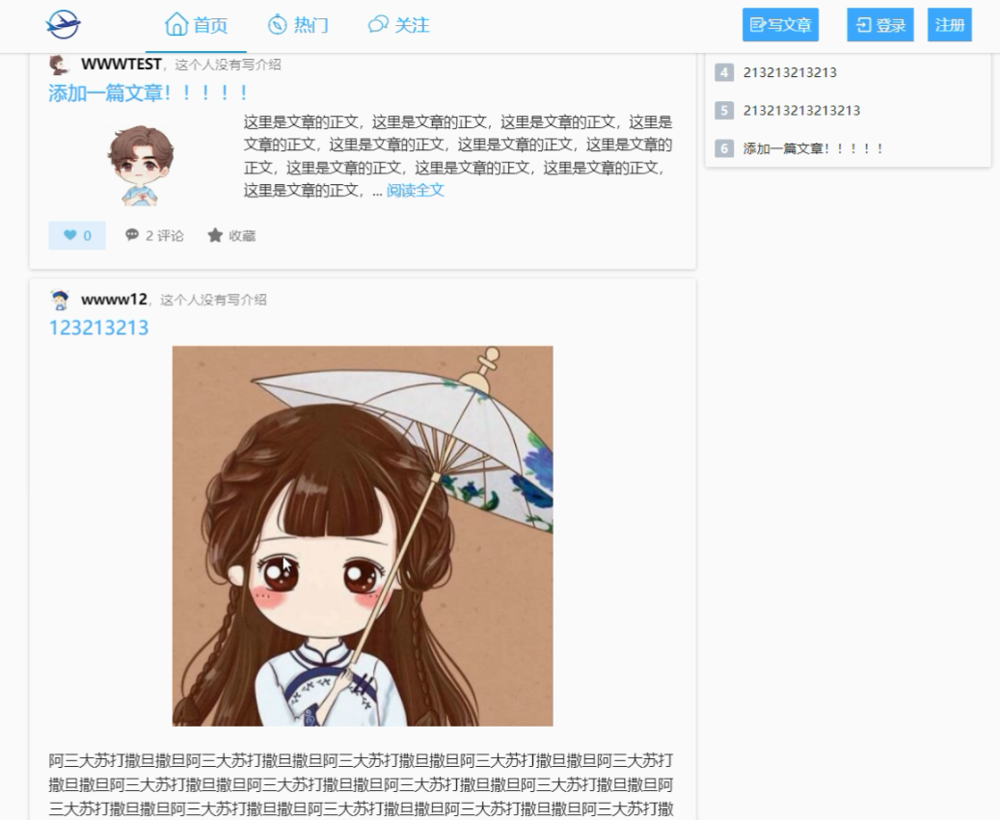 首页 热门 关注 写文章 登录 注册
WWWTEST，这个人没有写介绍
添加一篇文章！！！！！
这里是文章的正文，这里是文章的正文，这里是文章的正文，这里是
文章的正文，这里是文章的正文，这里是文章的正文，这里是文章的
正文，这里是文章的正文，这里是文章的正文，这里是文章的正文，
这里是文章的正文，... 阅读全文
0 2 评论 收藏
wwww12，这个人没有写介绍
123213213
阿三大苏打撒旦撒旦阿三大苏打撒旦撒旦阿三大苏打撒旦撒旦阿三大苏打撒旦撒旦阿三大苏打
撒旦撒旦阿三大苏打撒旦撒旦阿三大苏打撒旦撒旦阿三大苏打撒旦撒旦阿三大苏打撒旦撒旦阿
三大苏打撒旦撒旦阿三大苏打撒旦撒旦阿三大苏打撒旦撒旦阿三大苏打撒旦撒旦阿三大苏打撒
4 213213213213
5 213213213213213
6 添加一篇文章！！！！！